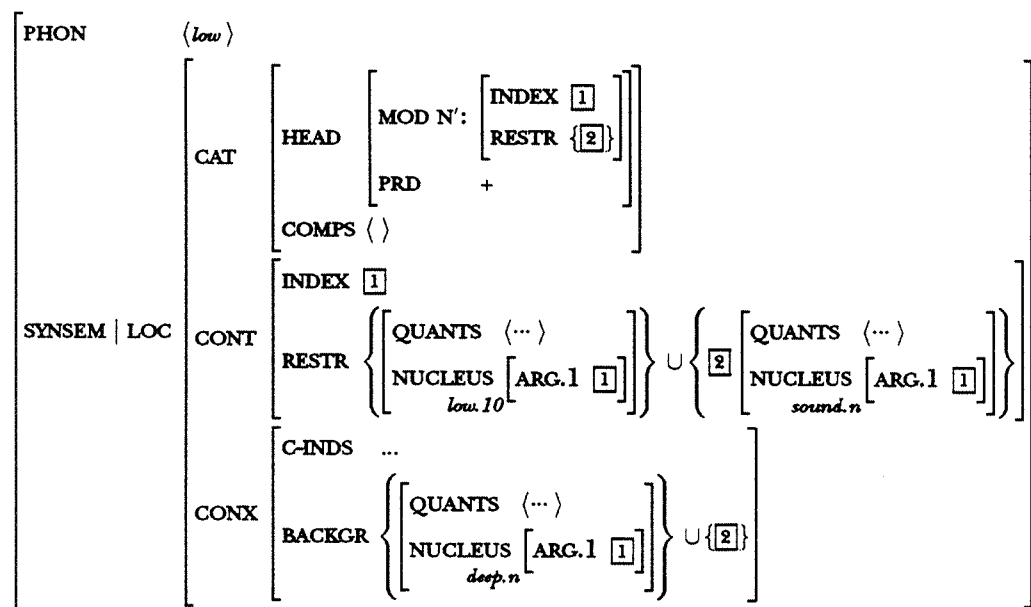 PHON ⟨low⟩
MOD N′: INDEX 1
HEAD RESTR {2}
CAT PRD +
COMPS ⟨ ⟩
INDEX 1
QUANTS ⟨···⟩ QUANTS ⟨···⟩
SYNSEM | LOC CONT RESTR { NUCLEUS [ARG.1 1] } ∪ { 2 NUCLEUS [ARG.1 1] }
low.10 sound.n
C-INDS ...
QUANTS ⟨···⟩
CONX BACKGR { NUCLEUS [ARG.1 1] } ∪ {2}
deep.n